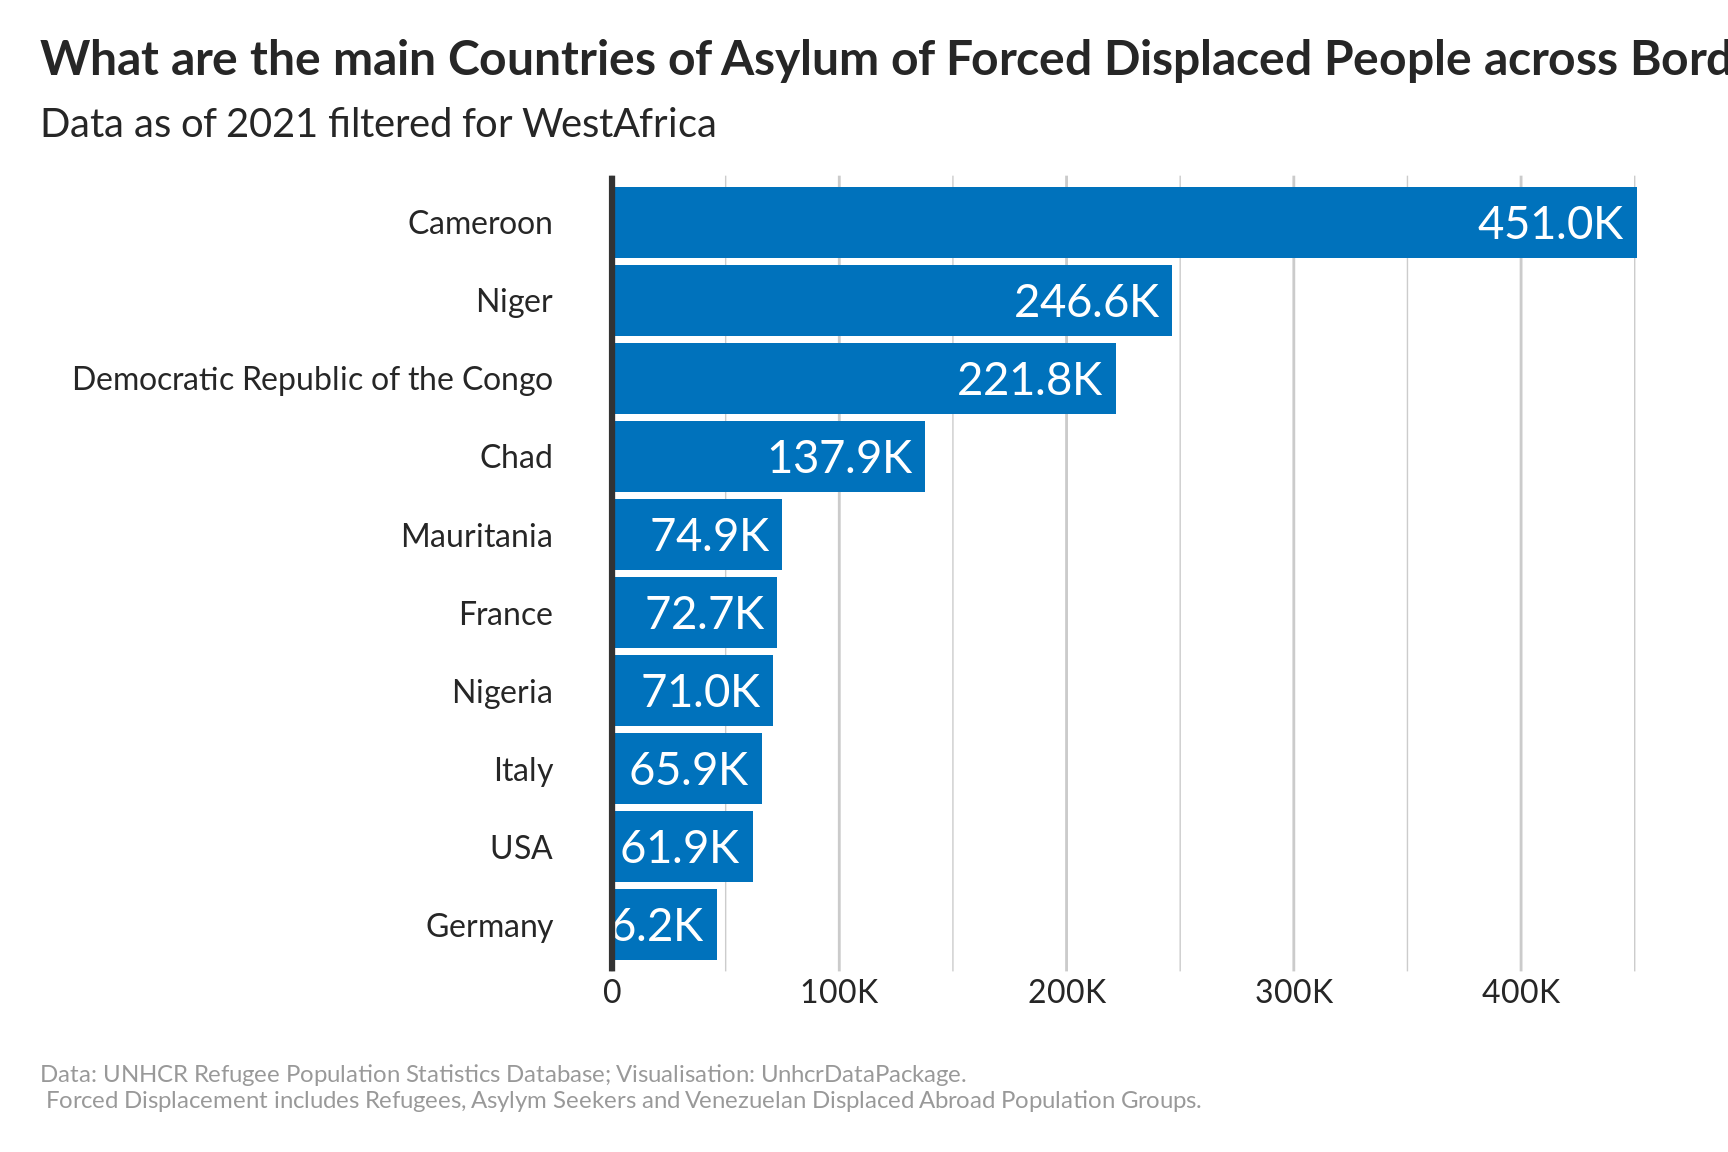 What are the main Countries of Asylum of Forced Displaced People across Bord
Data as of 2021 filtered for WestAfrica
Cameroon 451.0K
Niger 246.6K
Democratic Republic of the Congo 221.8K
Chad 137.9K
Mauritania 74.9K
France 72.7K
Nigeria 71.0K
Italy 65.9K
USA 61.9K
Germany 6.2K
0 100K 200K 300K 400K
Data: UNHCR Refugee Population Statistics Database; Visualisation: UnhcrDataPackage.
Forced Displacement includes Refugees, Asylym Seekers and Venezuelan Displaced Abroad Population Groups.